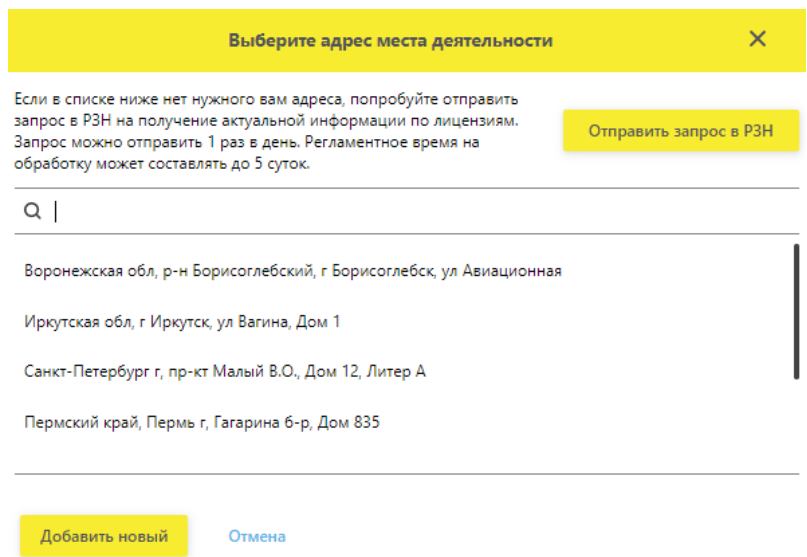 Выберите адрес места деятельности
Если в списке ниже нет нужного вам адреса, попробуйте отправить
запрос в РЗН на получение актуальной информации по лицензиям.
Запрос можно отправить 1 раз в день. Регламентное время на
обработку может составлять до 5 суток.
Отправить запрос в РЗН
Воронежская обл, р-н Борисоглебский, г Борисоглебск, ул Авиационная
Иркутская обл, г Иркутск, ул Вагина, Дом 1
Санкт-Петербург г, пр-кт Малый В.О., Дом 12, Литер А
Пермский край, Пермь г, Гагарина б-р, Дом 835
Добавить новый
Отмена